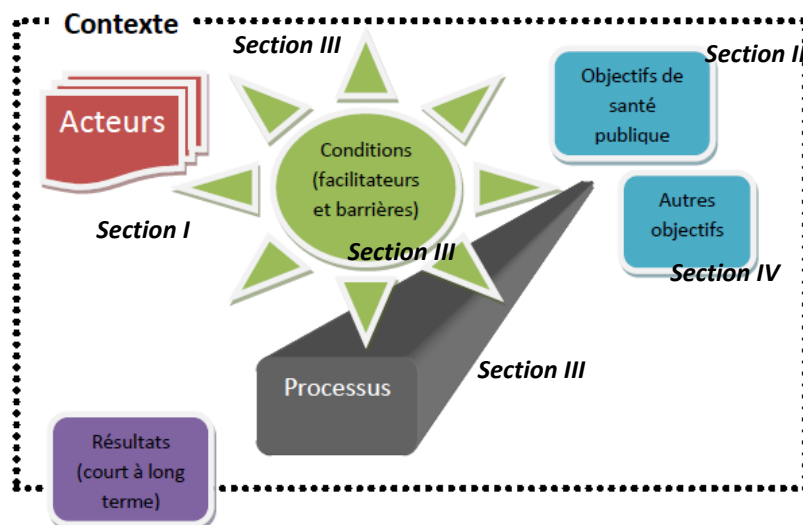 Contexte
Section III
Section II
Objectifs de
santé
publique
Acteurs
Conditions
(facilitateurs
et barrières)
Autres
objectifs
Section I
Section III
Section IV
Section III
Processus
Résultats
(court à long
terme)